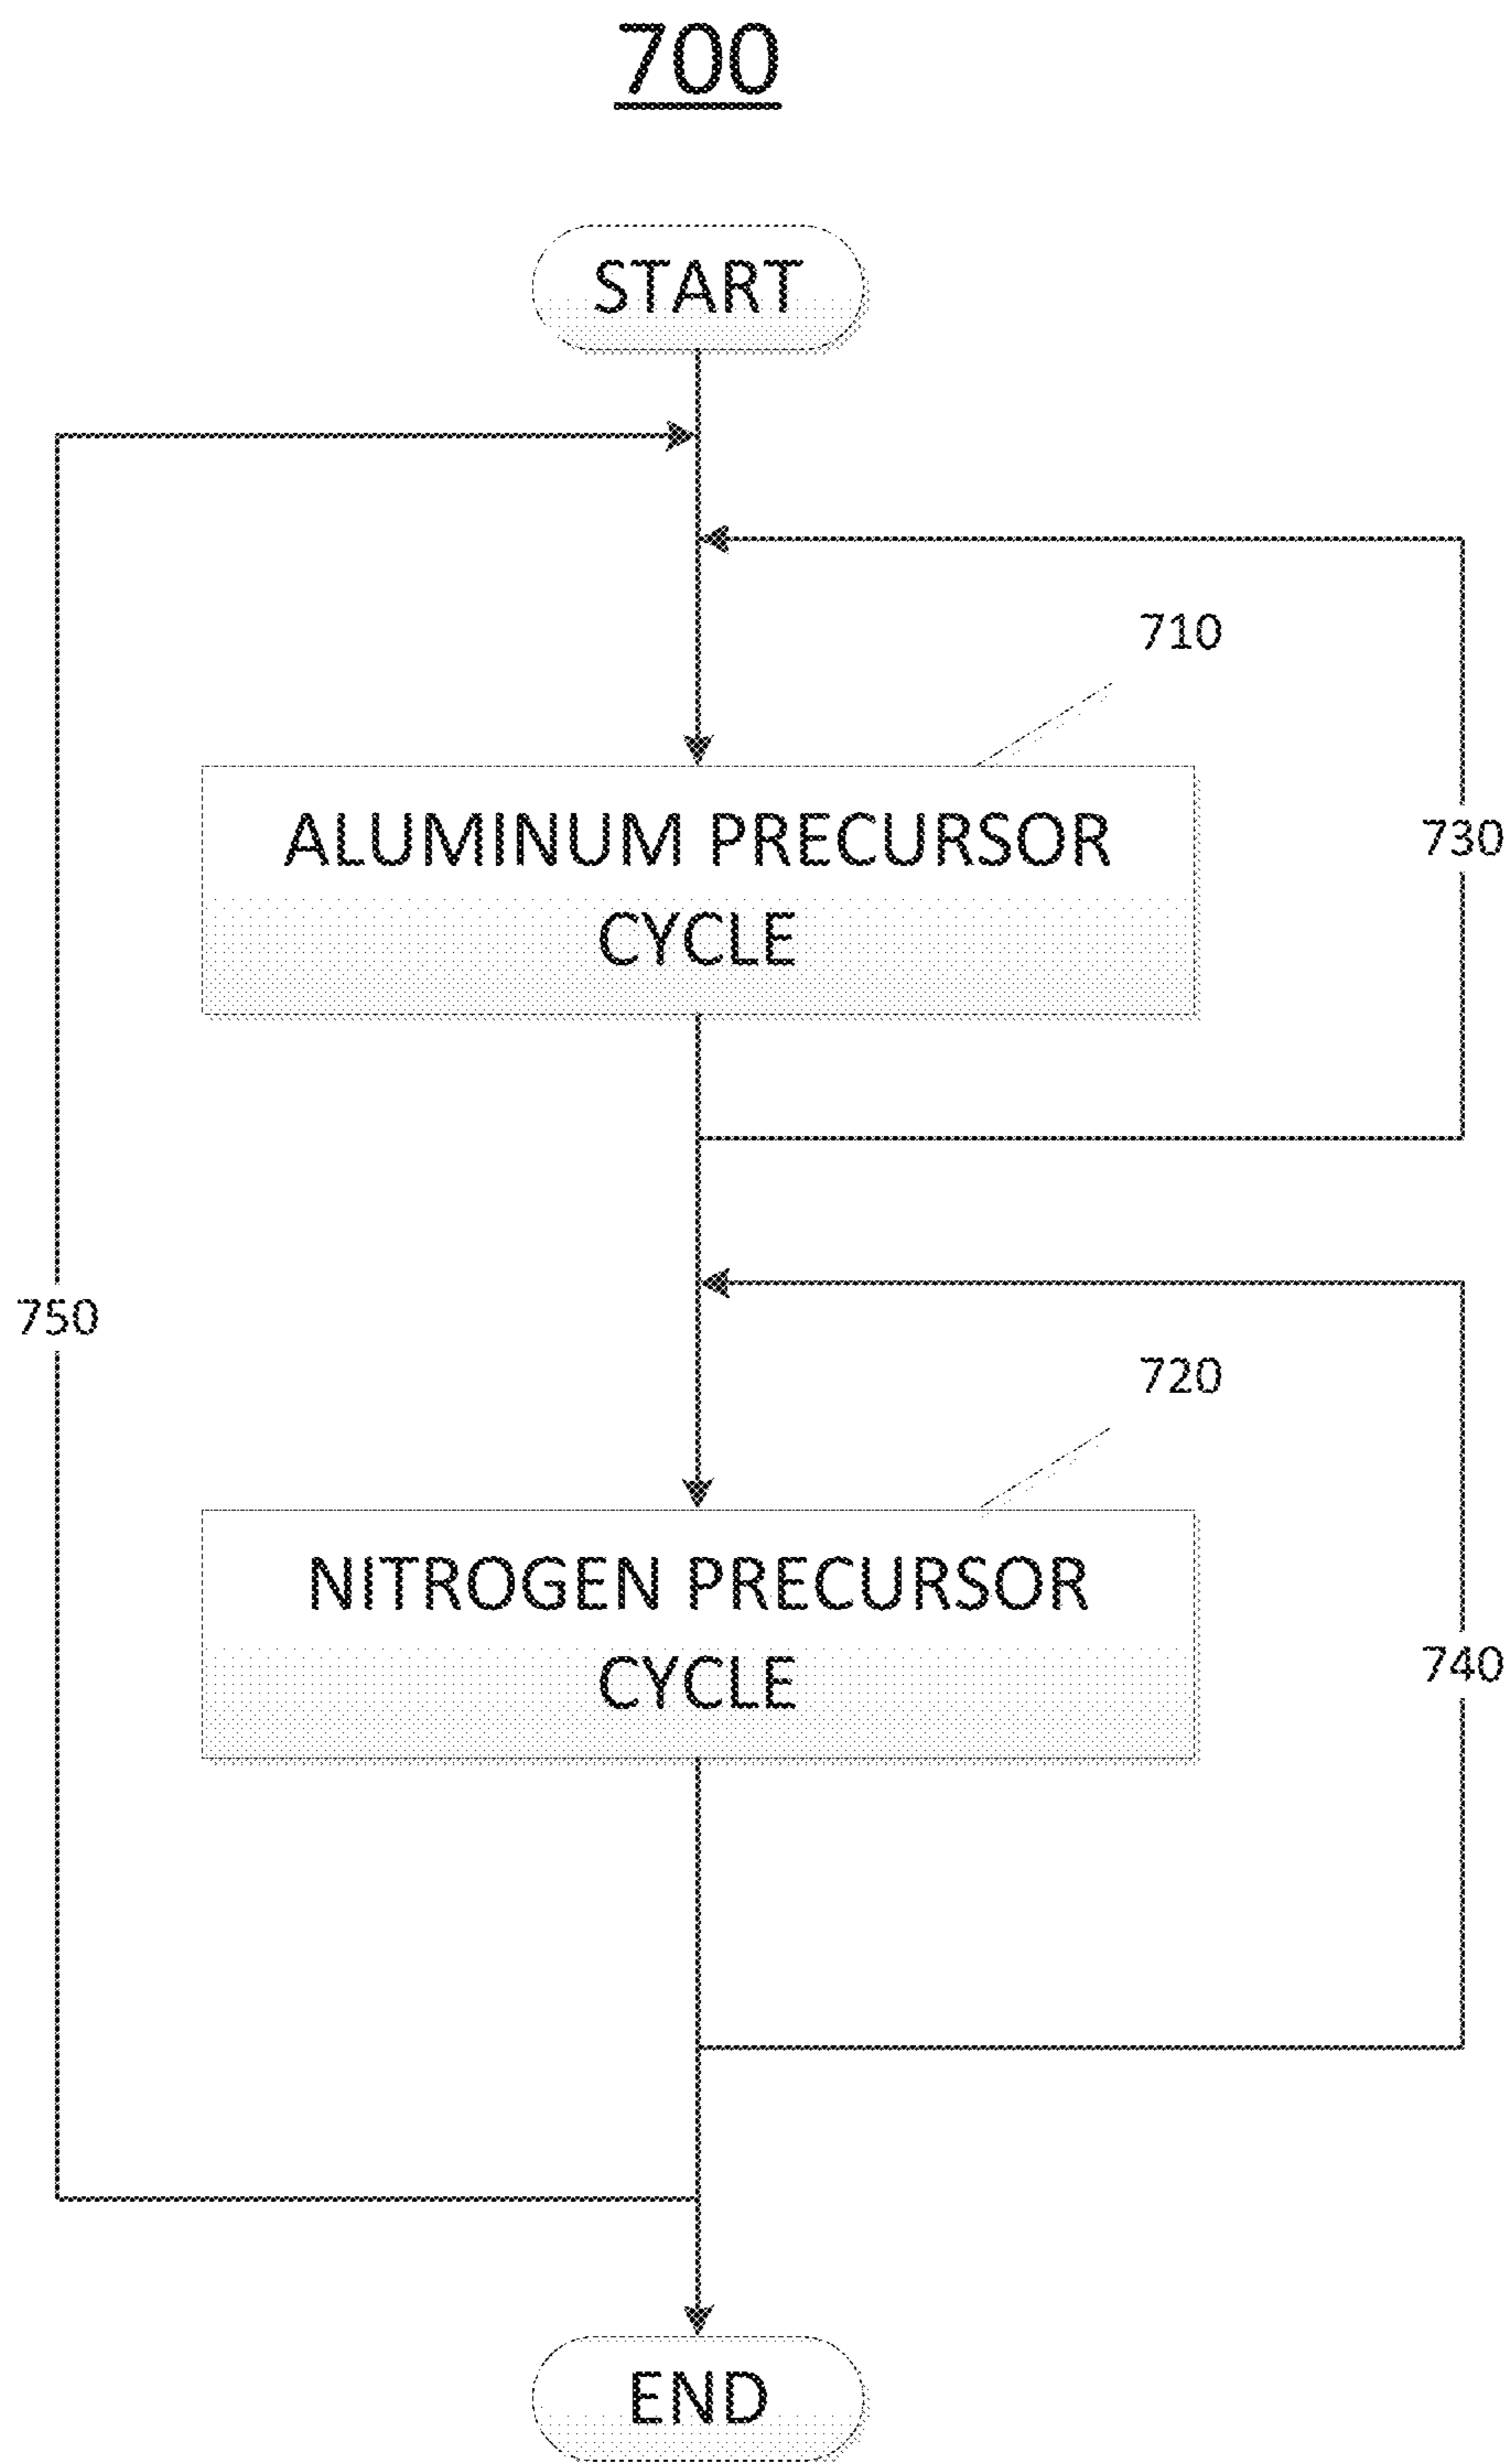 700
START
710
ALUMINUM PRECURSOR
CYCLE
730
750
720
NITROGEN PRECURSOR
CYCLE
740
END